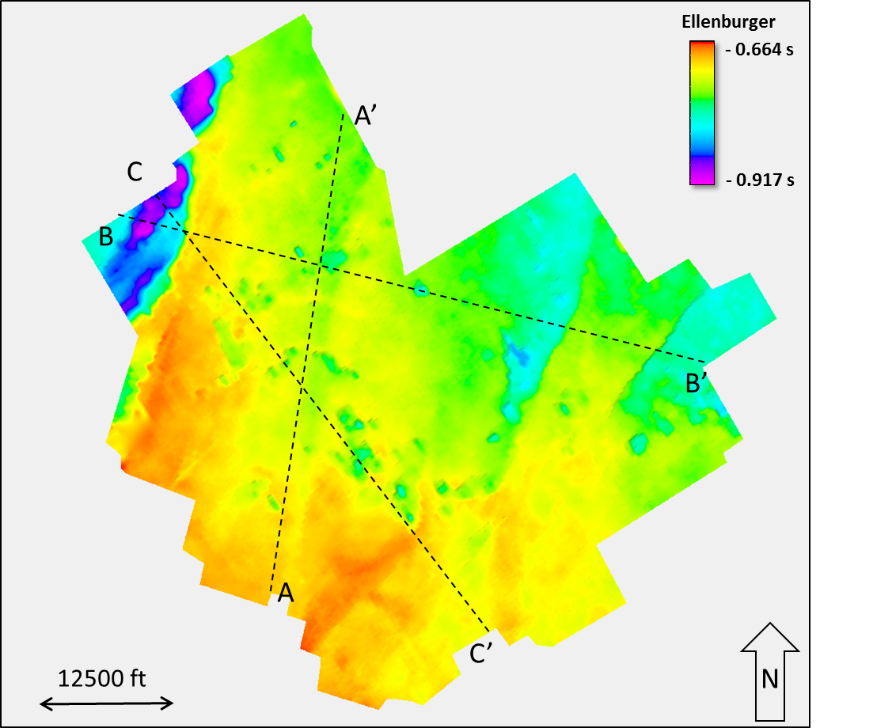 Ellenburger
- 0.664 s
- 0.917 s
A’
C
B
B’
A
C’
12500 ft
N